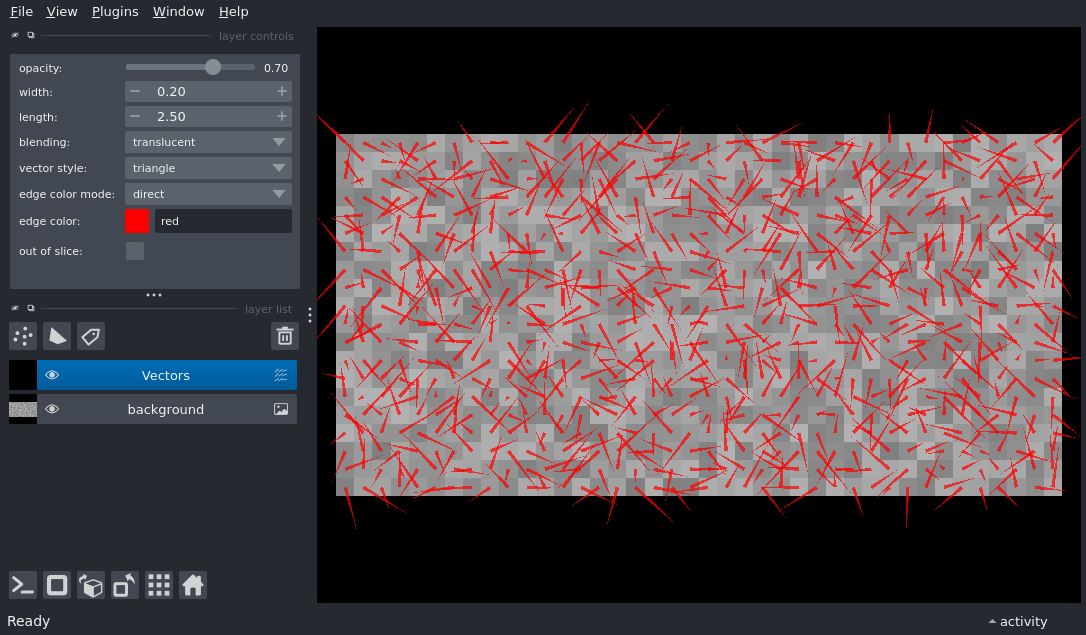 File View Plugins Window Help
layer controls
opacity: 0.70
width: − 0.20 +
length: − 2.50 +
blending: translucent
vector style: triangle
edge color mode: direct
edge color: red
out of slice:
layer list
Vectors
background
Ready
activity